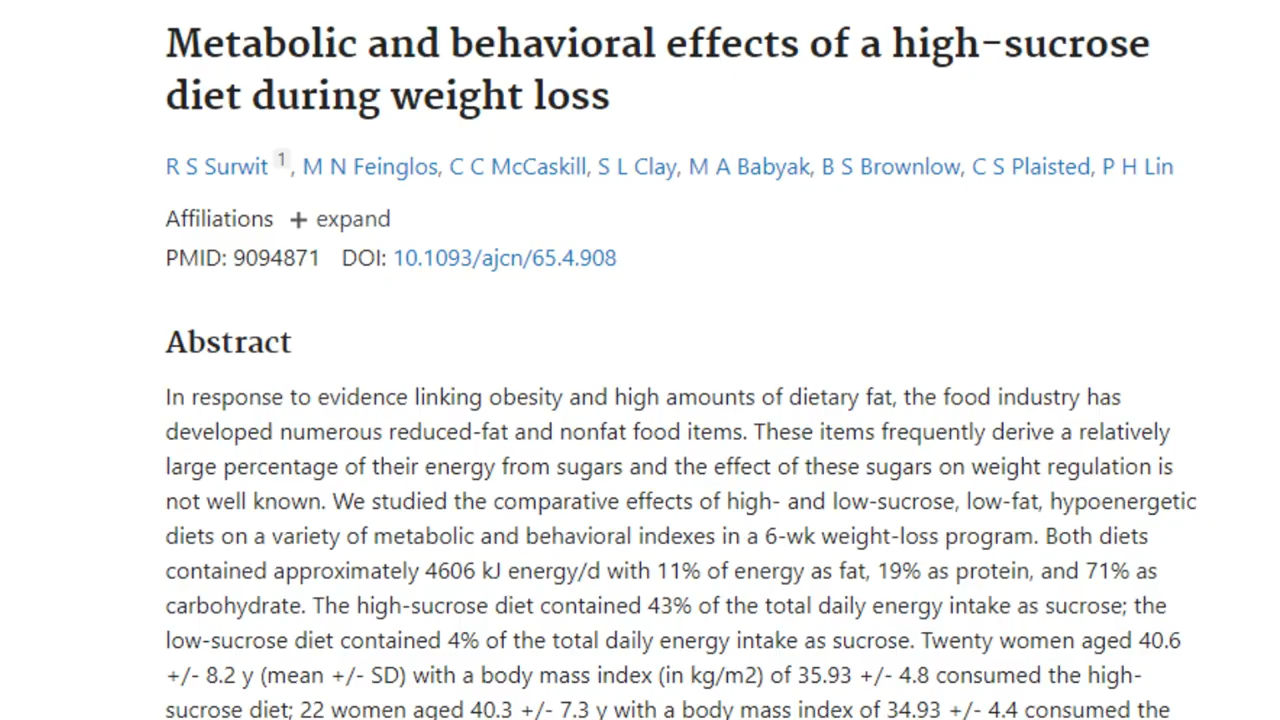 Metabolic and behavioral effects of a high-sucrose
diet during weight loss
R S Surwit 1, M N Feinglos, C C McCaskill, S L Clay, M A Babyak, B S Brownlow, C S Plaisted, P H Lin
Affiliations + expand
PMID: 9094871 DOI: 10.1093/ajcn/65.4.908
Abstract
In response to evidence linking obesity and high amounts of dietary fat, the food industry has
developed numerous reduced-fat and nonfat food items. These items frequently derive a relatively
large percentage of their energy from sugars and the effect of these sugars on weight regulation is
not well known. We studied the comparative effects of high- and low-sucrose, low-fat, hypoenergetic
diets on a variety of metabolic and behavioral indexes in a 6-wk weight-loss program. Both diets
contained approximately 4606 kJ energy/d with 11% of energy as fat, 19% as protein, and 71% as
carbohydrate. The high-sucrose diet contained 43% of the total daily energy intake as sucrose; the
low-sucrose diet contained 4% of the total daily energy intake as sucrose. Twenty women aged 40.6
+/- 8.2 y (mean +/- SD) with a body mass index (in kg/m2) of 35.93 +/- 4.8 consumed the high-
sucrose diet; 22 women aged 40.3 +/- 7.3 y with a body mass index of 34.93 +/- 4.4 consumed the